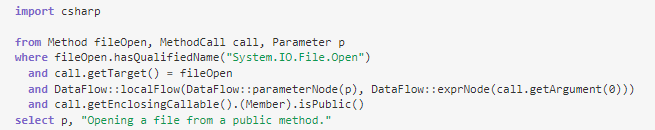 import csharp
from Method fileOpen, MethodCall call, Parameter p
where fileOpen.hasQualifiedName("System.IO.File.Open")
and call.getTarget() = fileOpen
and DataFlow::localFlow(DataFlow::parameterNode(p), DataFlow::exprNode(call.getArgument(0)))
and call.getEnclosingCallable().(Member).isPublic()
select p, "Opening a file from a public method."